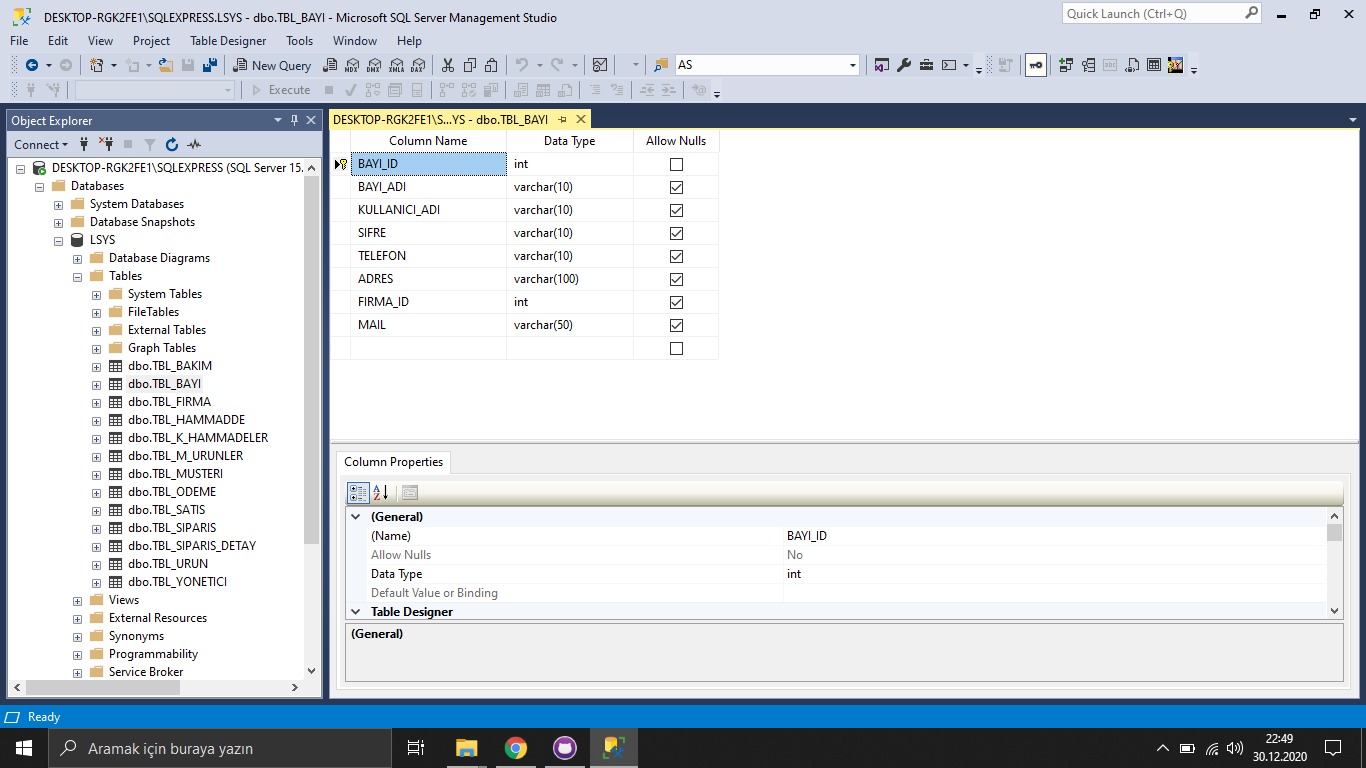 DESKTOP-RGK2FE1\SQLEXPRESS.LSYS - dbo.TBL_BAYI - Microsoft SQL Server Management Studio
Quick Launch (Ctrl+Q)
File Edit View Project Table Designer Tools Window Help
New Query
MDX DMX XMLA DAX
AS
Execute
Object Explorer
Connect
DESKTOP-RGK2FE1\SQLEXPRESS (SQL Server 15.
Databases
System Databases
Database Snapshots
LSYS
Database Diagrams
Tables
System Tables
FileTables
External Tables
Graph Tables
dbo.TBL_BAKIM
dbo.TBL_BAYI
dbo.TBL_FIRMA
dbo.TBL_HAMMADDE
dbo.TBL_K_HAMMADELER
dbo.TBL_M_URUNLER
dbo.TBL_MUSTERI
dbo.TBL_ODEME
dbo.TBL_SATIS
dbo.TBL_SIPARIS
dbo.TBL_SIPARIS_DETAY
dbo.TBL_URUN
dbo.TBL_YONETICI
Views
External Resources
Synonyms
Programmability
Service Broker
DESKTOP-RGK2FE1\S...YS - dbo.TBL_BAYI
Column Name Data Type Allow Nulls
BAYI_ID int
BAYI_ADI varchar(10)
KULLANICI_ADI varchar(10)
SIFRE varchar(10)
TELEFON varchar(10)
ADRES varchar(100)
FIRMA_ID int
MAIL varchar(50)
Column Properties
(General)
(Name) BAYI_ID
Allow Nulls No
Data Type int
Default Value or Binding
Table Designer
(General)
Ready
Aramak için buraya yazın
22:49
30.12.2020